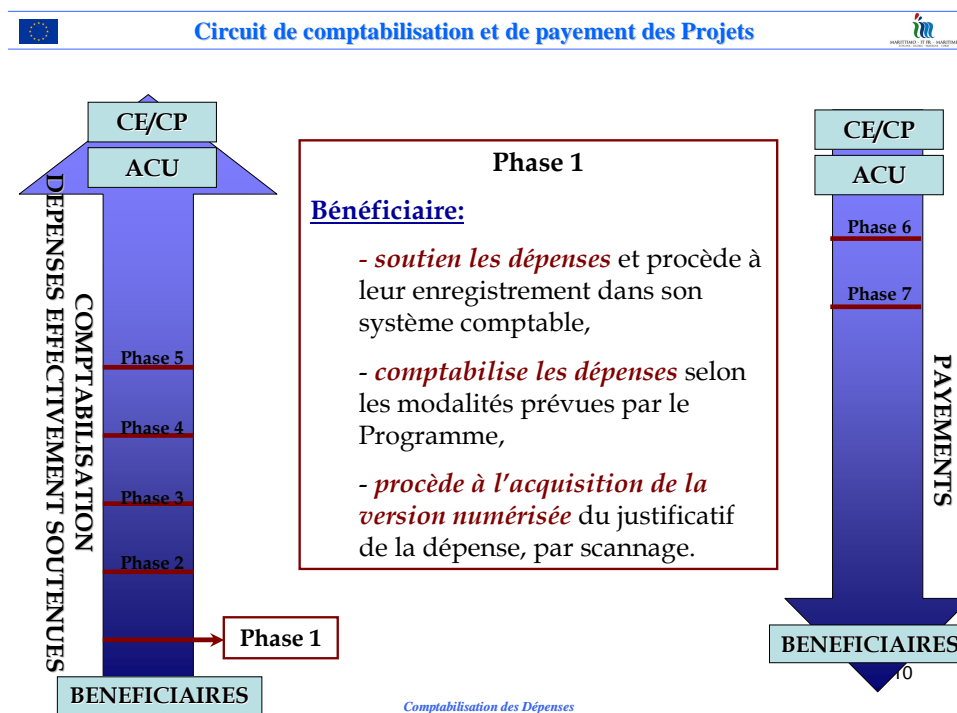 Circuit de comptabilisation et de payement des Projets
CE/CP
ACU
DEPENSES EFFECTIVEMENT SOUTENUES
COMPTABILISATION
Phase 5
Phase 4
Phase 3
Phase 2
Phase 1
BENEFICIAIRES
Phase 1
Bénéficiaire:
- soutien les dépenses et procède à
leur enregistrement dans son
système comptable,
- comptabilise les dépenses selon
les modalités prévues par le
Programme,
- procède à l’acquisition de la
version numérisée du justificatif
de la dépense, par scannage.
CE/CP
ACU
Phase 6
Phase 7
PAYEMENTS
BENEFICIAIRES
10
Comptabilisation des Dépenses